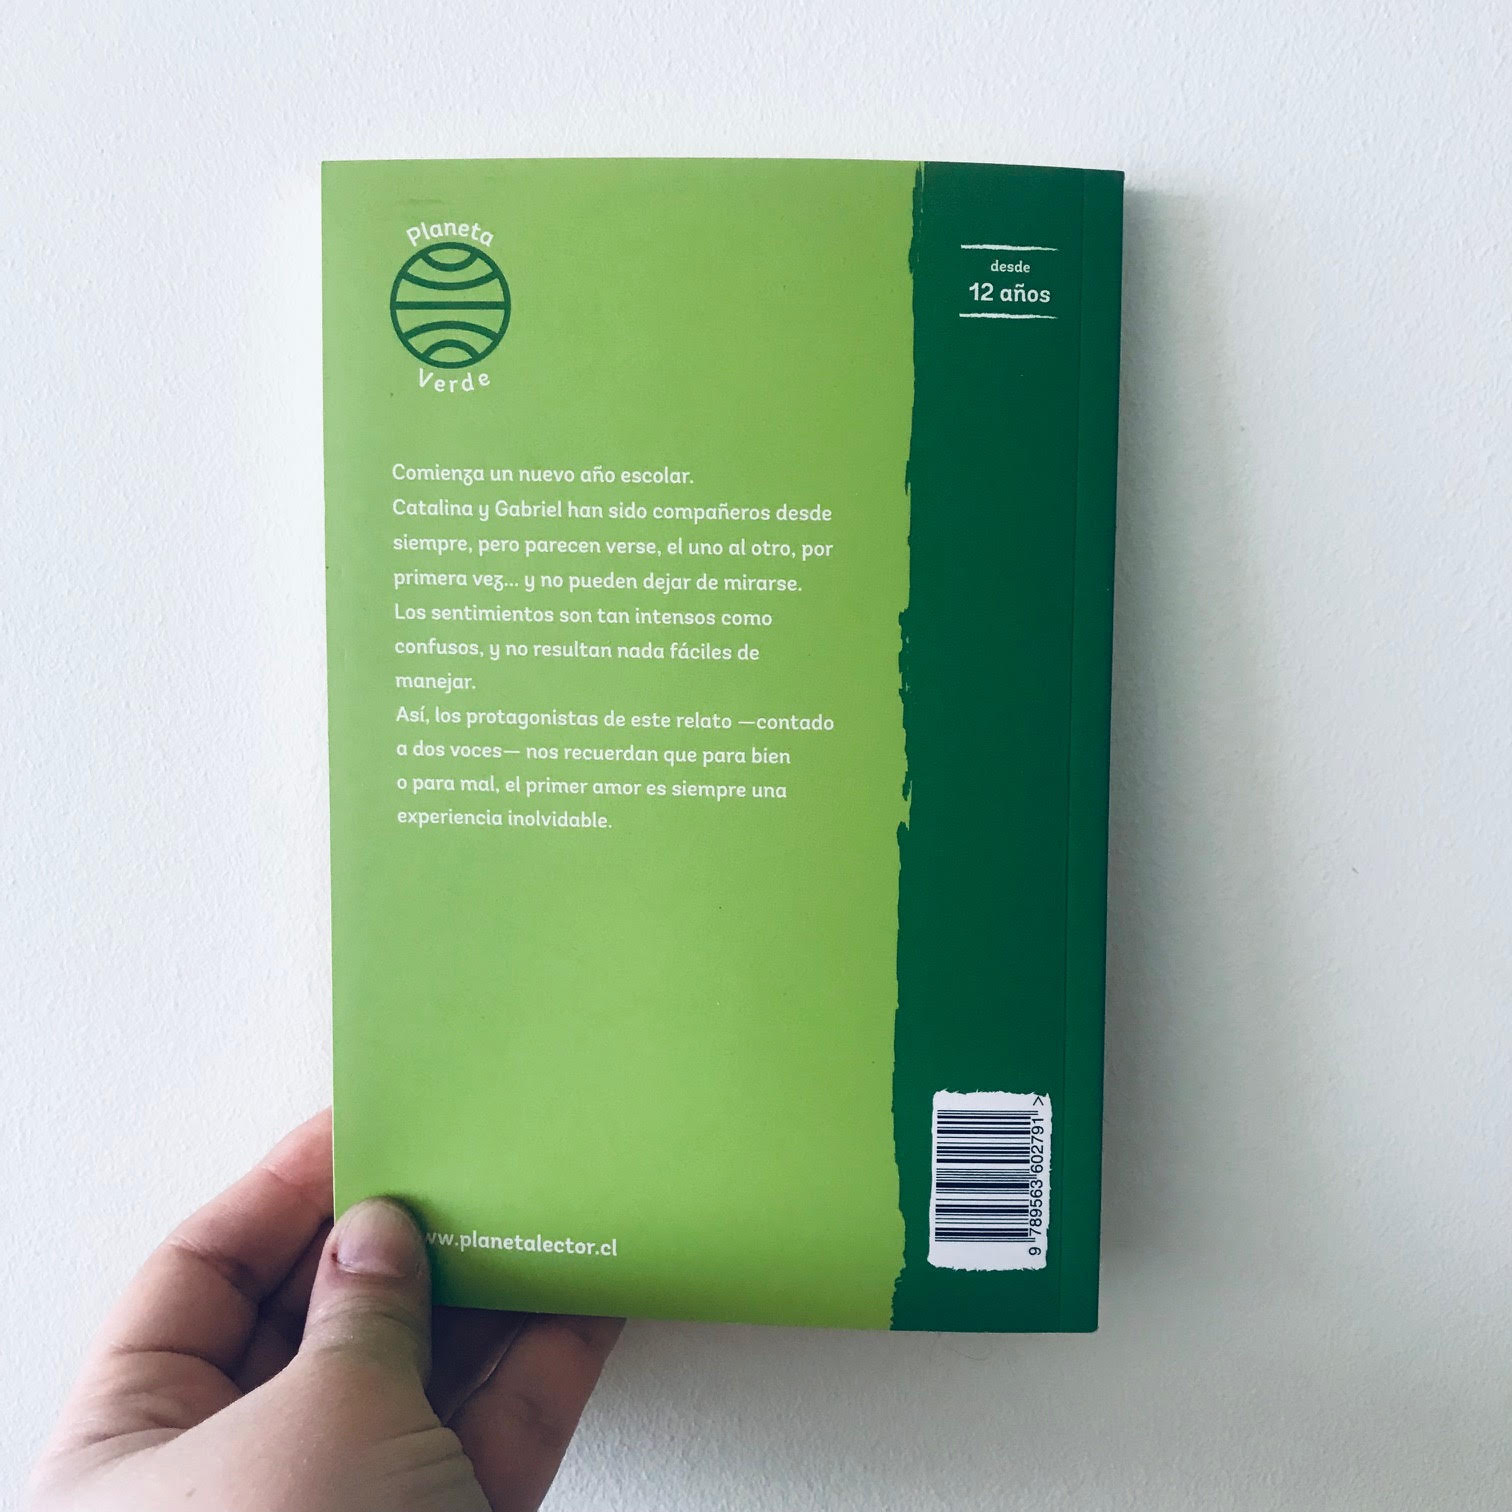 Planeta
Verde
desde
12 años
Comienza un nuevo año escolar.
Catalina y Gabriel han sido compañeros desde
siempre, pero parecen verse, el uno al otro, por
primera vez... y no pueden dejar de mirarse.
Los sentimientos son tan intensos como
confusos, y no resultan nada fáciles de
manejar.
Así, los protagonistas de este relato —contado
a dos voces— nos recuerdan que para bien
o para mal, el primer amor es siempre una
experiencia inolvidable.
ww.planetalector.cl
9 789563 602791 >